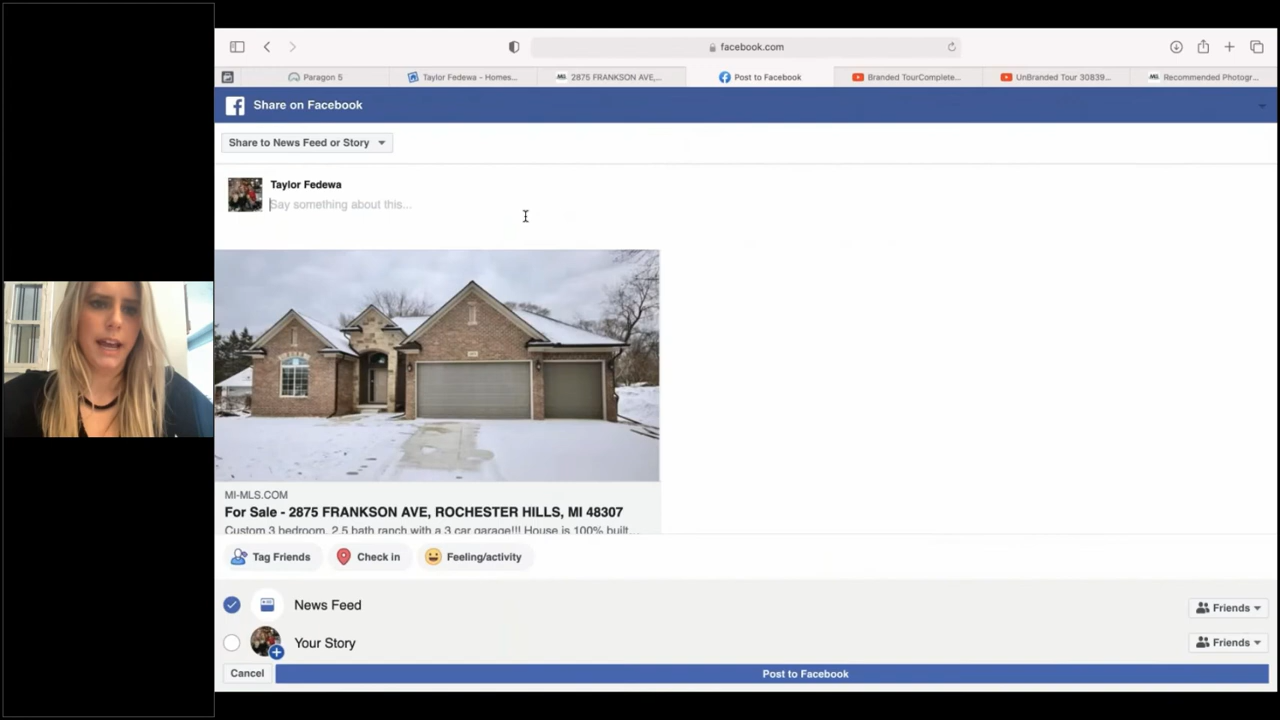 facebook.com
Paragon 5
Taylor Fedewa - Homes...
2875 FRANKSON AVE,...
Post to Facebook
Branded TourComplete...
UnBranded Tour 30839...
Recommended Photogr...
Share on Facebook
Share to News Feed or Story
Taylor Fedewa
Say something about this...
MI-MLS.COM
For Sale - 2875 FRANKSON AVE, ROCHESTER HILLS, MI 48307
Custom 3 bedroom, 2.5 bath ranch with a 3 car garage!!! House is 100% built...
Tag Friends
Check in
Feeling/activity
News Feed
Friends
Your Story
Friends
Cancel
Post to Facebook